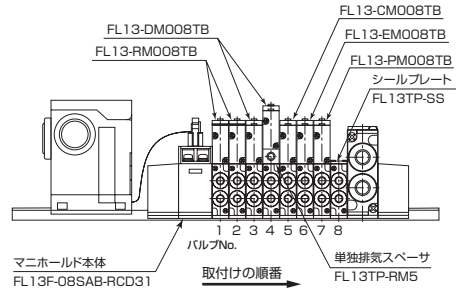 FL13-CM008TB
FL13-DM008TB
FL13-EM008TB
FL13-RM008TB
FL13-PM008TB
シールプレート
FL13TP-SS
1 2 3 4 5 6 7 8
バルブNo.
マニホールド本体
FL13F-08SAB-RCD31
取付けの順番
単独排気スペーサ
FL13TP-RM5